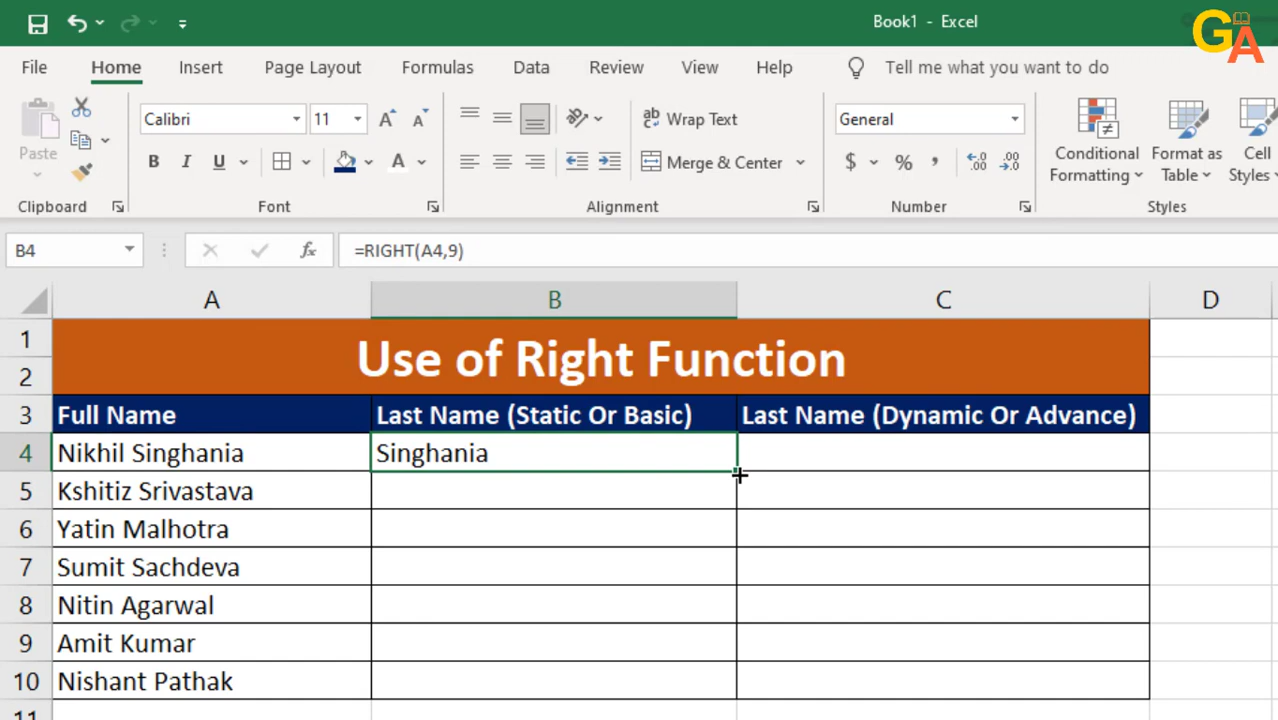 Book1 - Excel
GA
File Home Insert Page Layout Formulas Data Review View Help Tell me what you want to do
Paste
Calibri 11
B I U A
ab Wrap Text
Merge & Center
General
$ % ,
Conditional Formatting
Format as Table
Cell Styles
Clipboard Font Alignment Number Styles
B4 fx =RIGHT(A4,9)
A B C D
1 2 Use of Right Function
3 Full Name Last Name (Static Or Basic) Last Name (Dynamic Or Advance)
4 Nikhil Singhania Singhania
5 Kshitiz Srivastava
6 Yatin Malhotra
7 Sumit Sachdeva
8 Nitin Agarwal
9 Amit Kumar
10 Nishant Pathak
11